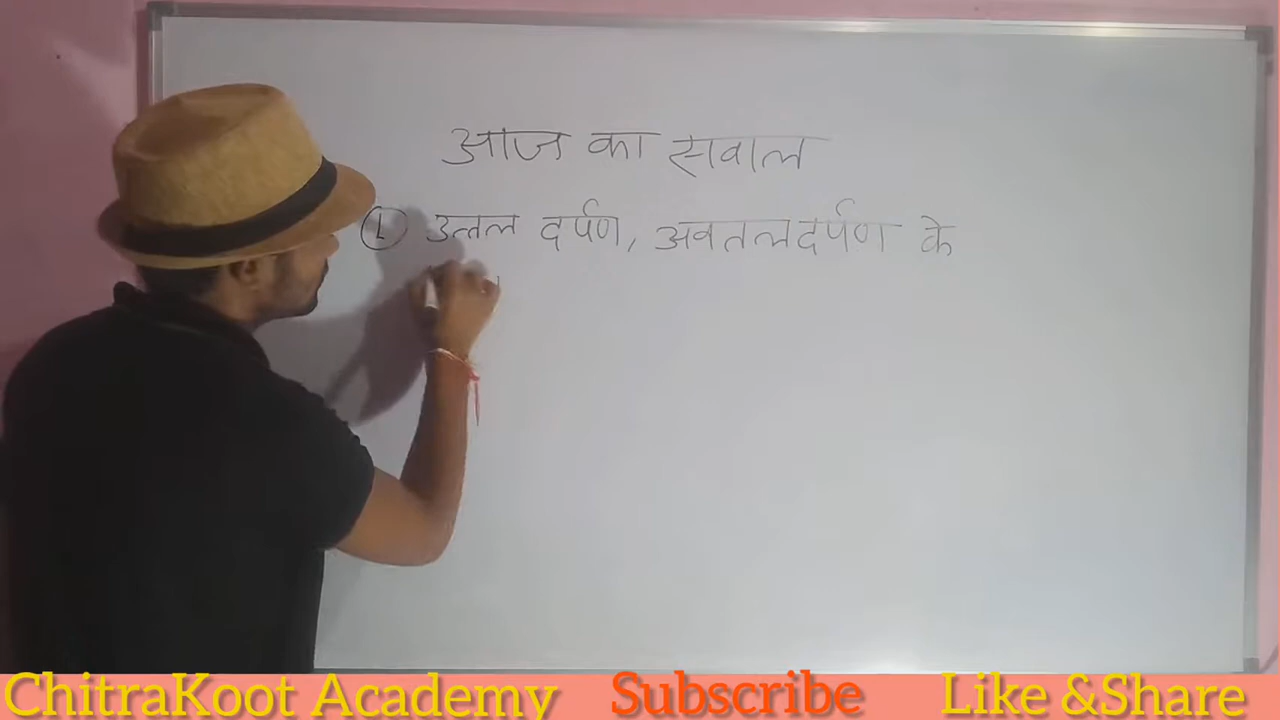 आज का सवाल
1. उत्तल दर्पण, अवतल दर्पण के
ChitraKoot Academy Subscribe Like &Share